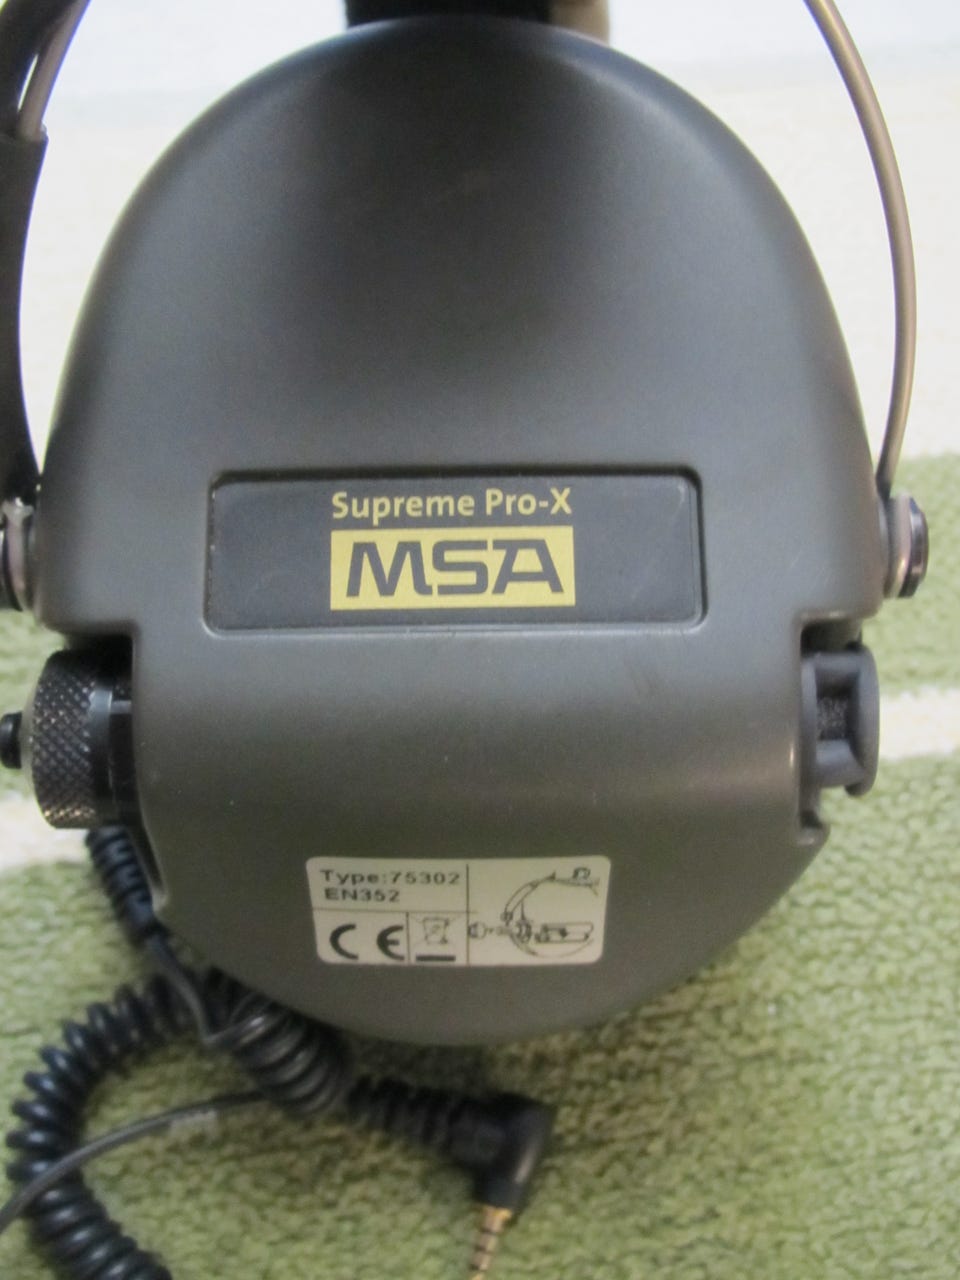 Supreme Pro-X
MSA
Type:75302
EN352
CE